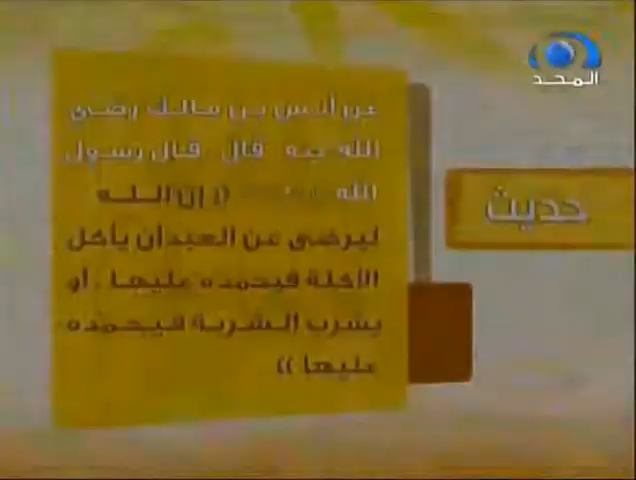 المجد
حديث
عن أنس بن مالك رضي
الله عنه قال قال رسول
الله (( إن الله
ليرضى عن العبد أن يأكل
الأكلة فيحمده عليها . أو
يشرب الشربة فيحمده
عليها ))